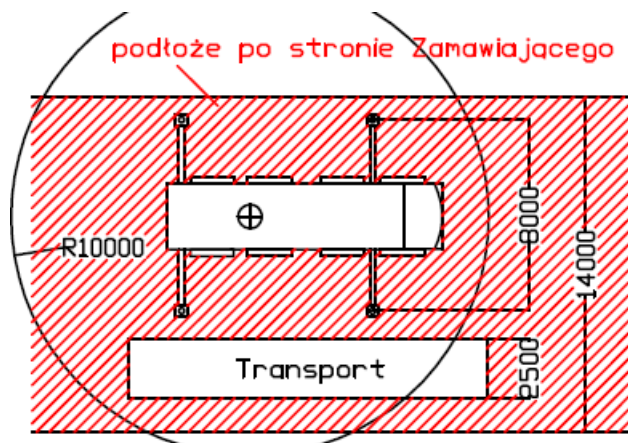 podłoże po stronie Zamawiającego
R10000
8000
14000
2500
Transport